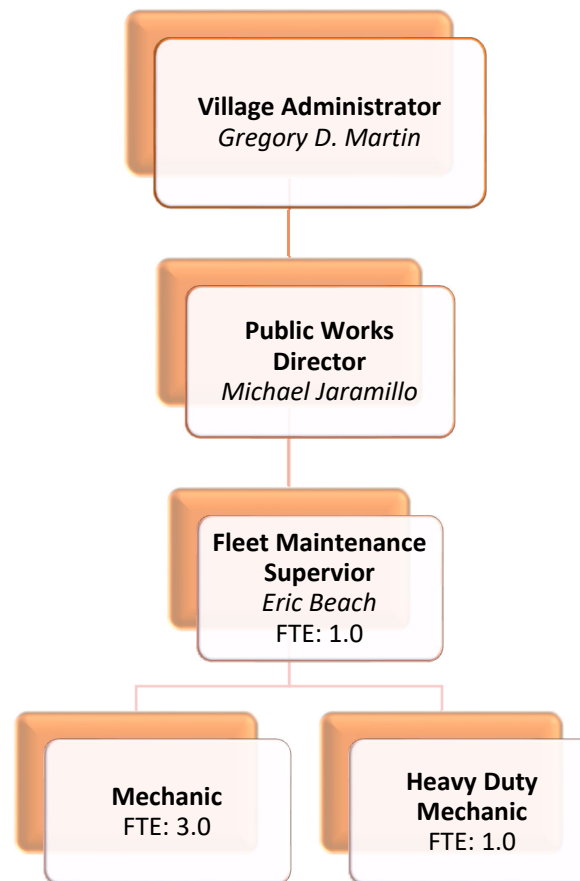 Village Administrator
Gregory D. Martin
Public Works
Director
Michael Jaramillo
Fleet Maintenance
Supervior
Eric Beach
FTE: 1.0
Mechanic
FTE: 3.0
Heavy Duty
Mechanic
FTE: 1.0